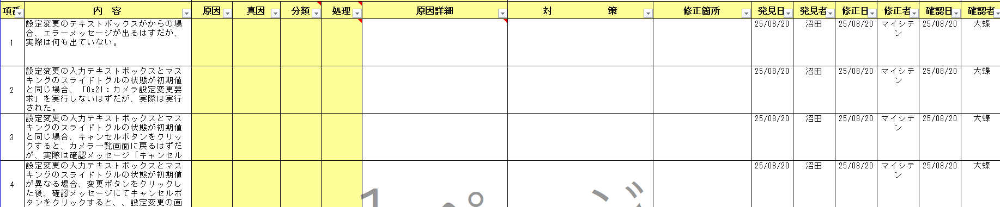 項番 内　容 原因 真因 分類 処理 原因詳細 対　策 修正箇所 発見日 発見者 修正日 修正者 確認日 確認者
1
設定変更のテキストボックスがからの場
合、エラーメッセージが出るはずだが、
実際は何も出ていない。
25/08/20 沼田 25/08/20 マイシテ
ン
25/08/20 大蝶
2
設定変更の入力テキストボックスとマス
キングのスライドトグルの状態が初期値
と同じ場合、「0x21：カメラ設定変更要
求」を実行しないはずだが、実際は実行
された。
25/08/20 沼田 25/08/20 マイシテ
ン
25/08/20 大蝶
3
設定変更の入力テキストボックスとマス
キングのスライドトグルの状態が初期値
と同じ場合、キャンセルボタンをクリッ
クすると、カメラ一覧画面に戻るはずだ
が、実際は確認メッセージ「キャンセル
25/08/20 沼田 25/08/20 マイシテ
ン
25/08/20 大蝶
4
設定変更の入力テキストボックスとマス
キングのスライドトグルの状態が初期値
が異なる場合、変更ボタンをクリックし
た後、確認メッセージにてキャンセルボ
タンをクリックすると、、設定変更の画
25/08/20 沼田 25/08/20 マイシテ
ン
25/08/20 大蝶